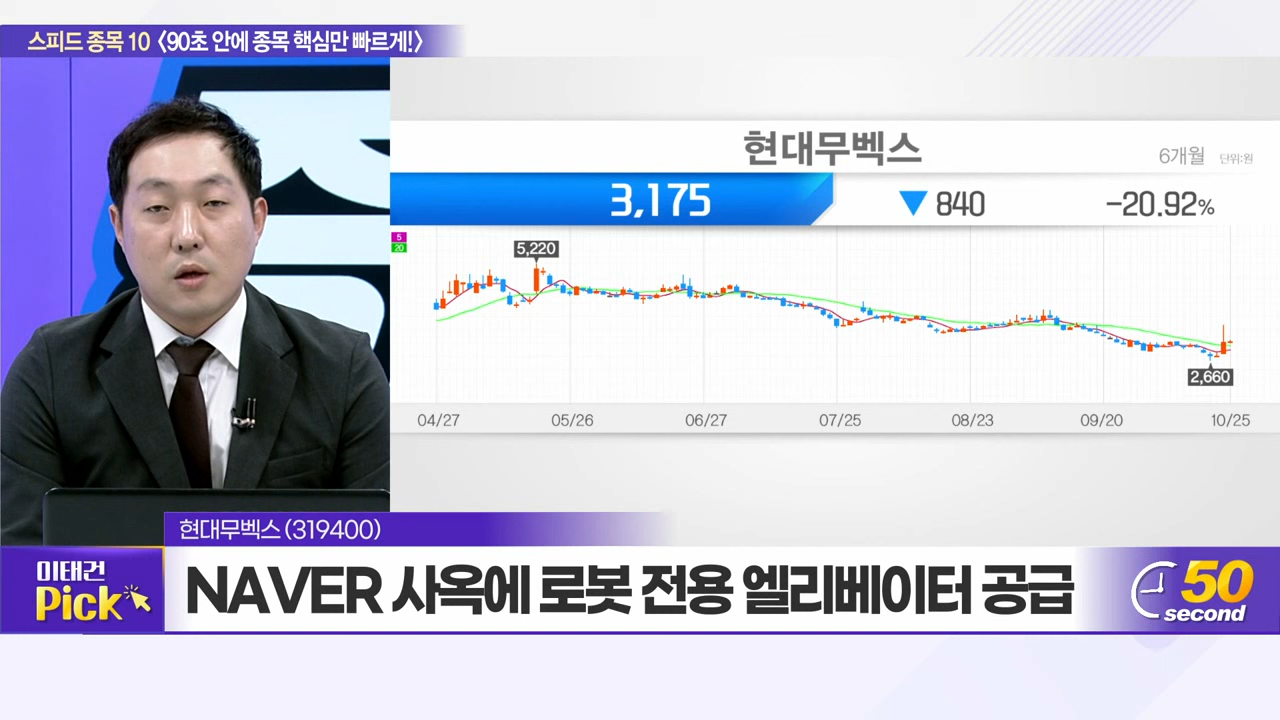 스피드 종목 10 〈90초 안에 종목 핵심만 빠르게!〉
현대무벡스
6개월 단위:원
3,175 ▼ 840 -20.92%
5
20
5,220
2,660
04/27 05/26 06/27 07/25 08/23 09/20 10/25
현대무벡스 (319400)
이태건
Pick
NAVER 사옥에 로봇 전용 엘리베이터 공급
50
second